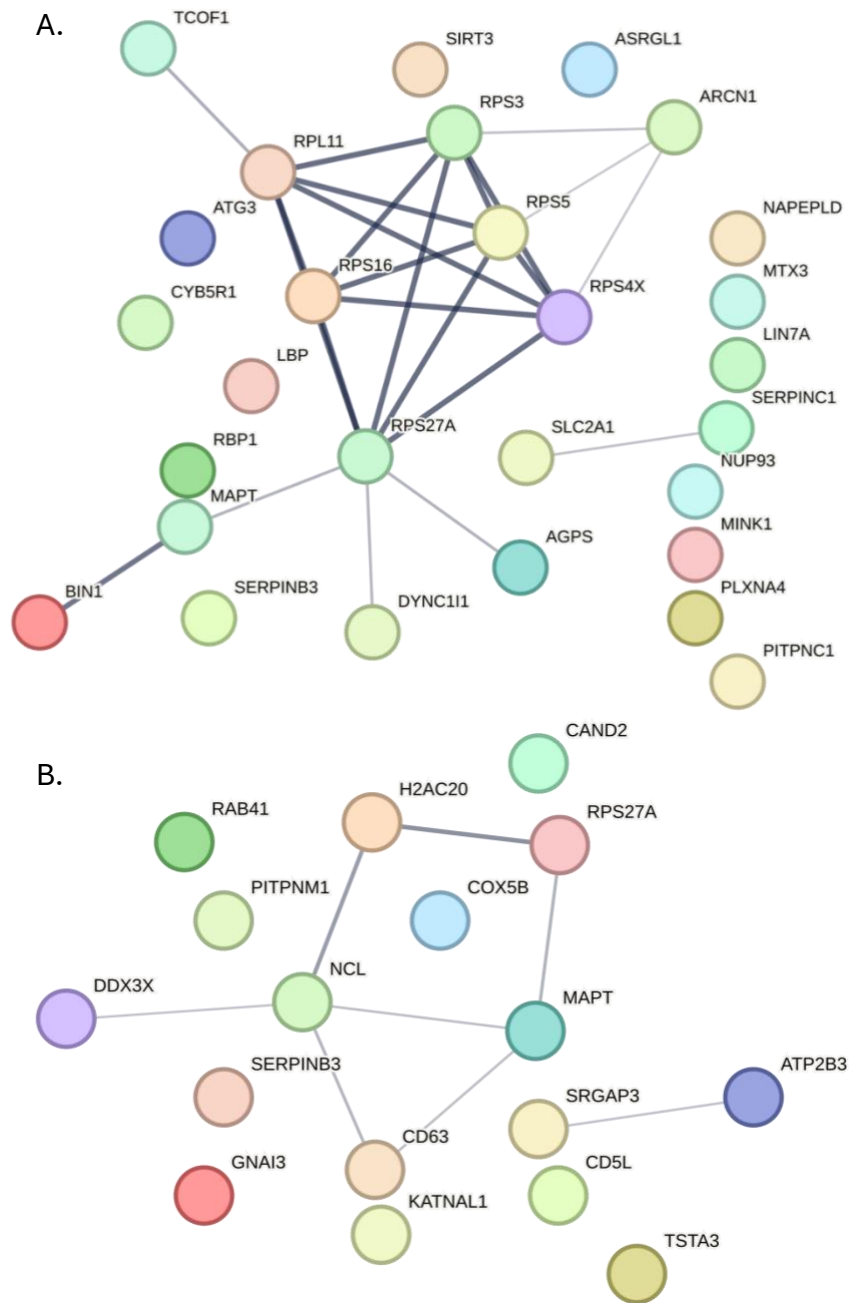 A.
TCOF1
SIRT3
ASRGL1
RPS3
ARCN1
RPL11
RPS5
ATG3
NAPEPLD
RPS16
MTX3
RPS4X
CYB5R1
LIN7A
LBP
SERPINC1
RPS27A
SLC2A1
RBP1
NUP93
MAPT
MINK1
AGPS
BIN1
SERPINB3
PLXNA4
DYNC1I1
PITPNC1
B.
CAND2
H2AC20
RAB41
RPS27A
PITPNM1
COX5B
NCL
DDX3X
MAPT
SERPINB3
ATP2B3
SRGAP3
CD63
GNAI3
CD5L
KATNAL1
TSTA3